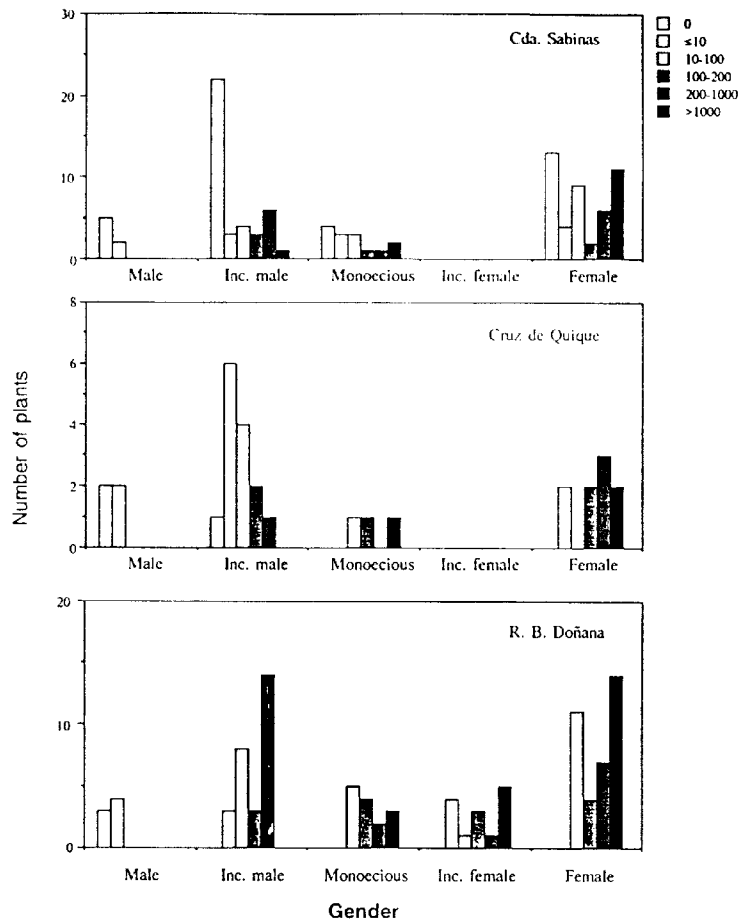 30
20
10
0
Cda. Sabinas
0
≤10
10-100
100-200
200-1000
>1000
Male Inc. male Monoecious Inc. female Female
8
6
4
2
0
Cruz de Quique
Number of plants
Male Inc. male Monoecious Inc. female Female
20
10
0
R. B. Doñana
Male Inc. male Monoecious Inc. female Female
Gender